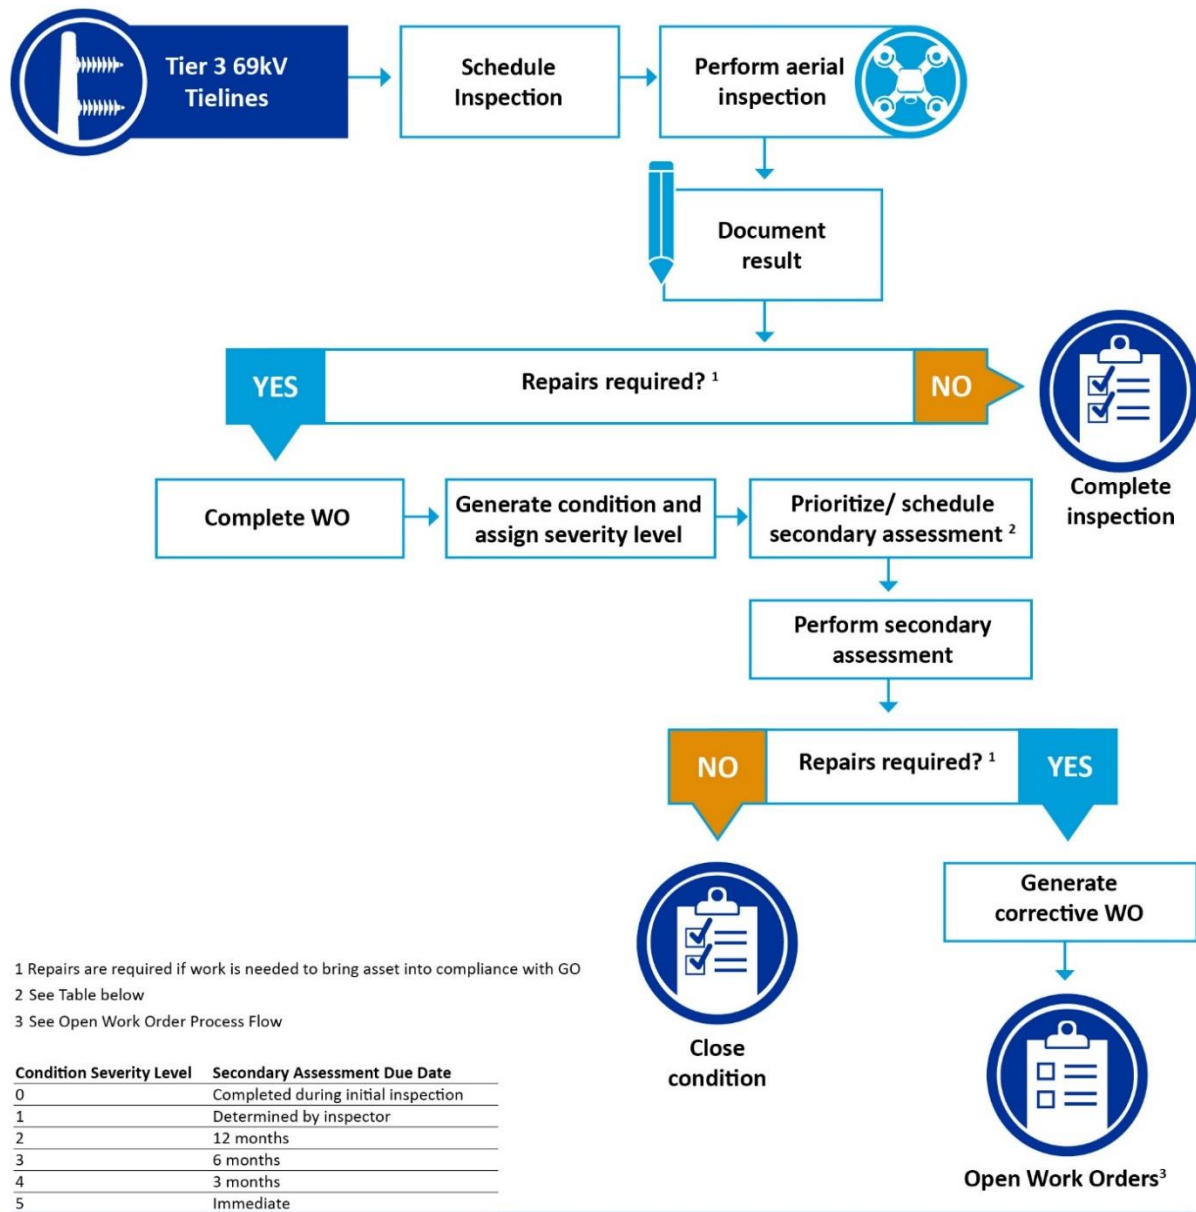 Tier 3 69kV
Tielines
Schedule
Inspection
Perform aerial
inspection
Document
result
YES
Repairs required? 1
NO
Complete
inspection
Complete WO
Generate condition and
assign severity level
Prioritize/ schedule
secondary assessment 2
Perform secondary
assessment
NO
Repairs required? 1
YES
Close
condition
Generate
corrective WO
Open Work Orders3
1 Repairs are required if work is needed to bring asset into compliance with GO
2 See Table below
3 See Open Work Order Process Flow
Condition Severity Level Secondary Assessment Due Date
0 Completed during initial inspection
1 Determined by inspector
2 12 months
3 6 months
4 3 months
5 Immediate